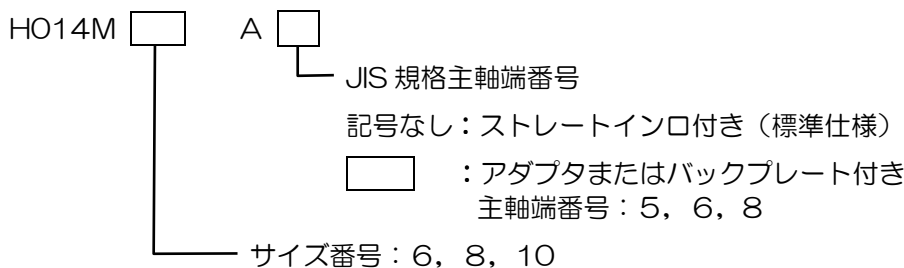 HO14M A
JIS 規格主軸端番号
記号なし：ストレートインロ付き（標準仕様）
：アダプタまたはバックプレート付き
主軸端番号：5，6，8
サイズ番号：6，8，10